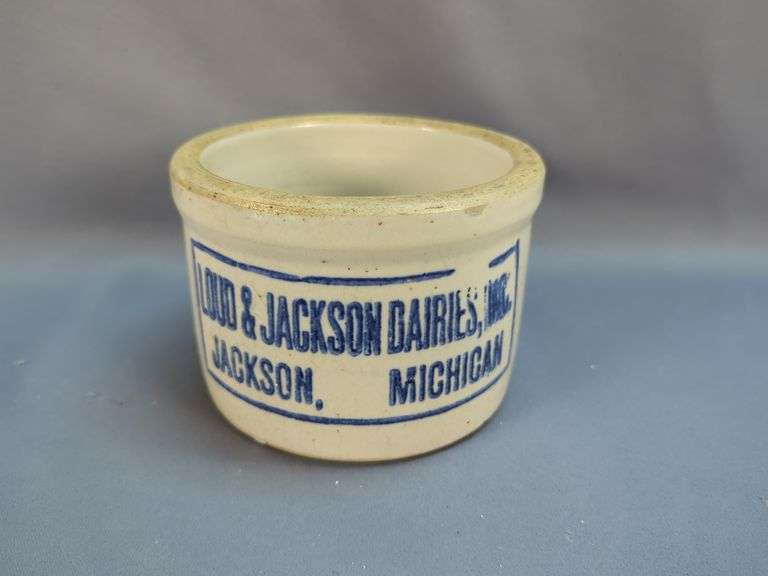 LOUD & JACKSON DAIRIES, INC.
JACKSON, MICHIGAN